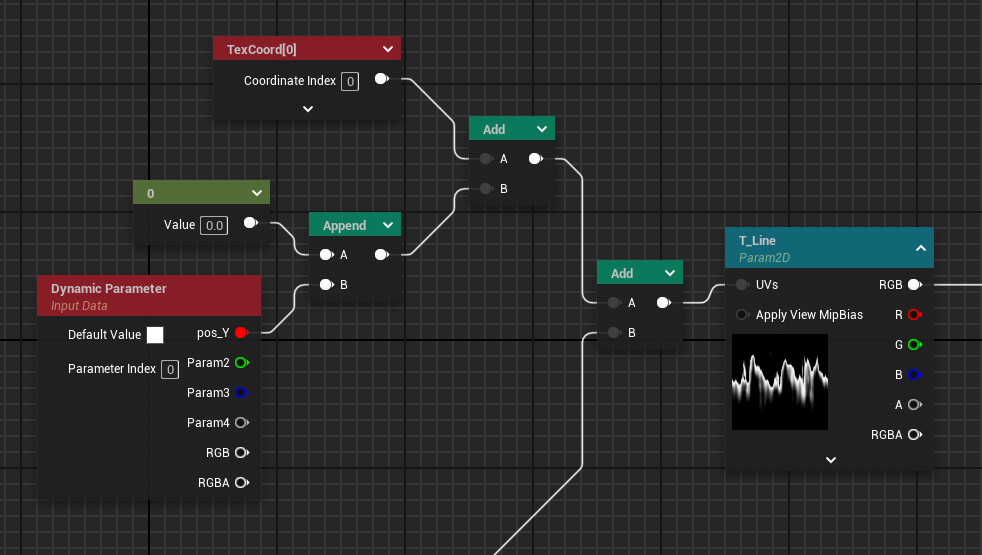 TexCoord[0]
Coordinate Index 0
Add
A
B
0
Value 0.0
Append
A
B
Dynamic Parameter
Input Data
Default Value
pos_Y
Parameter Index 0
Param2
Param3
Param4
RGB
RGBA
Add
A
B
T_Line
Param2D
UVs
RGB
Apply View MipBias
R
G
B
A
RGBA